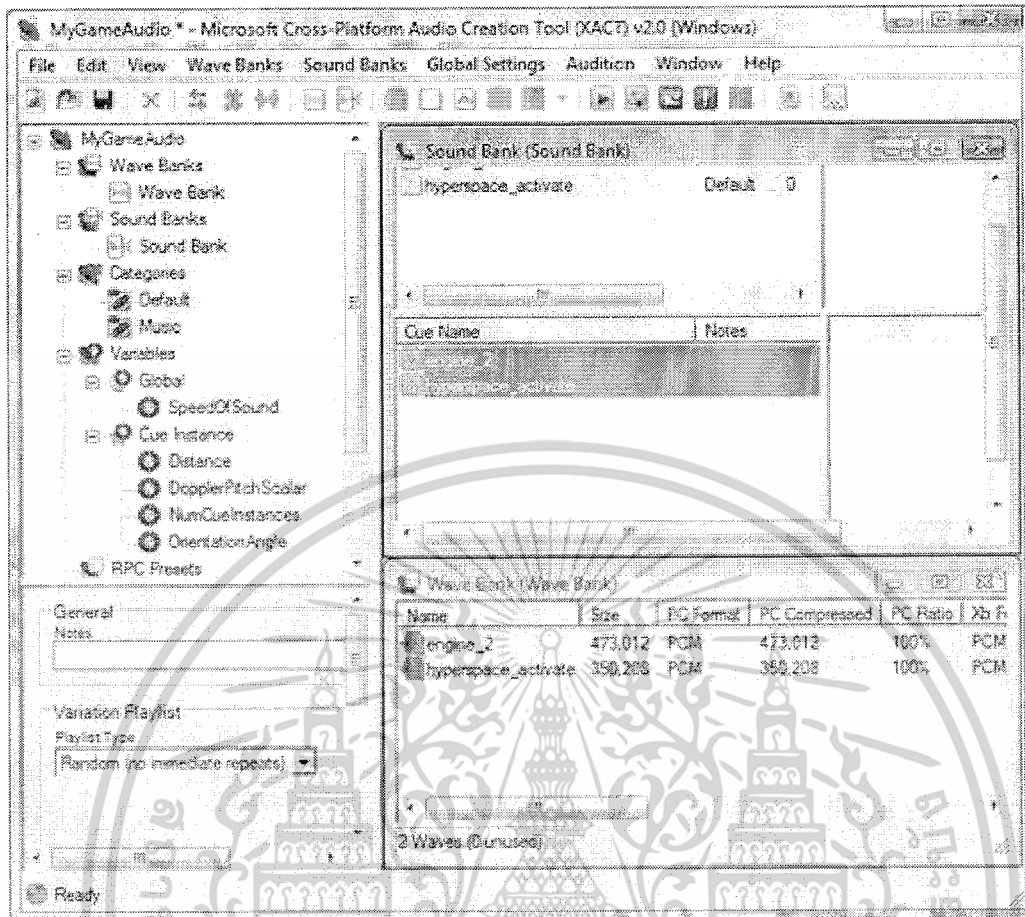 MyGameAudio * - Microsoft Cross-Platform Audio Creation Tool (XACT) v2.0 (Windows)
File Edit View Wave Banks Sound Banks Global Settings Audition Window Help
MyGameAudio
Wave Banks
Wave Bank
Sound Banks
Sound Bank
Categories
Default
Music
Variables
Global
SpeedOfSound
Cue Instance
Distance
DopplerPitchScalar
NumCueInstances
OrientationAngle
RPC Presets
General
Notes
Variation Playlist
Playlist Type
Random (no immediate repeats)
Ready
Sound Bank (Sound Bank)
hyperspace_activate Default 0
Cue Name Notes
engine_2
hyperspace_activate
Wave Bank (Wave Bank)
Name Size PC Format PC Compressed PC Ratio Xb
engine_2 473,012 PCM 473,012 100% PCM
hyperspace_activate 350,208 PCM 350,208 100% PCM
2 Waves (0 unused)